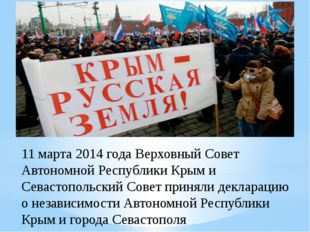 КРЫМ –
РУССКАЯ
ЗЕМЛЯ!
11 марта 2014 года Верховный Совет
Автономной Республики Крым и
Севастопольский Совет приняли декларацию
о независимости Автономной Республики
Крым и города Севастополя